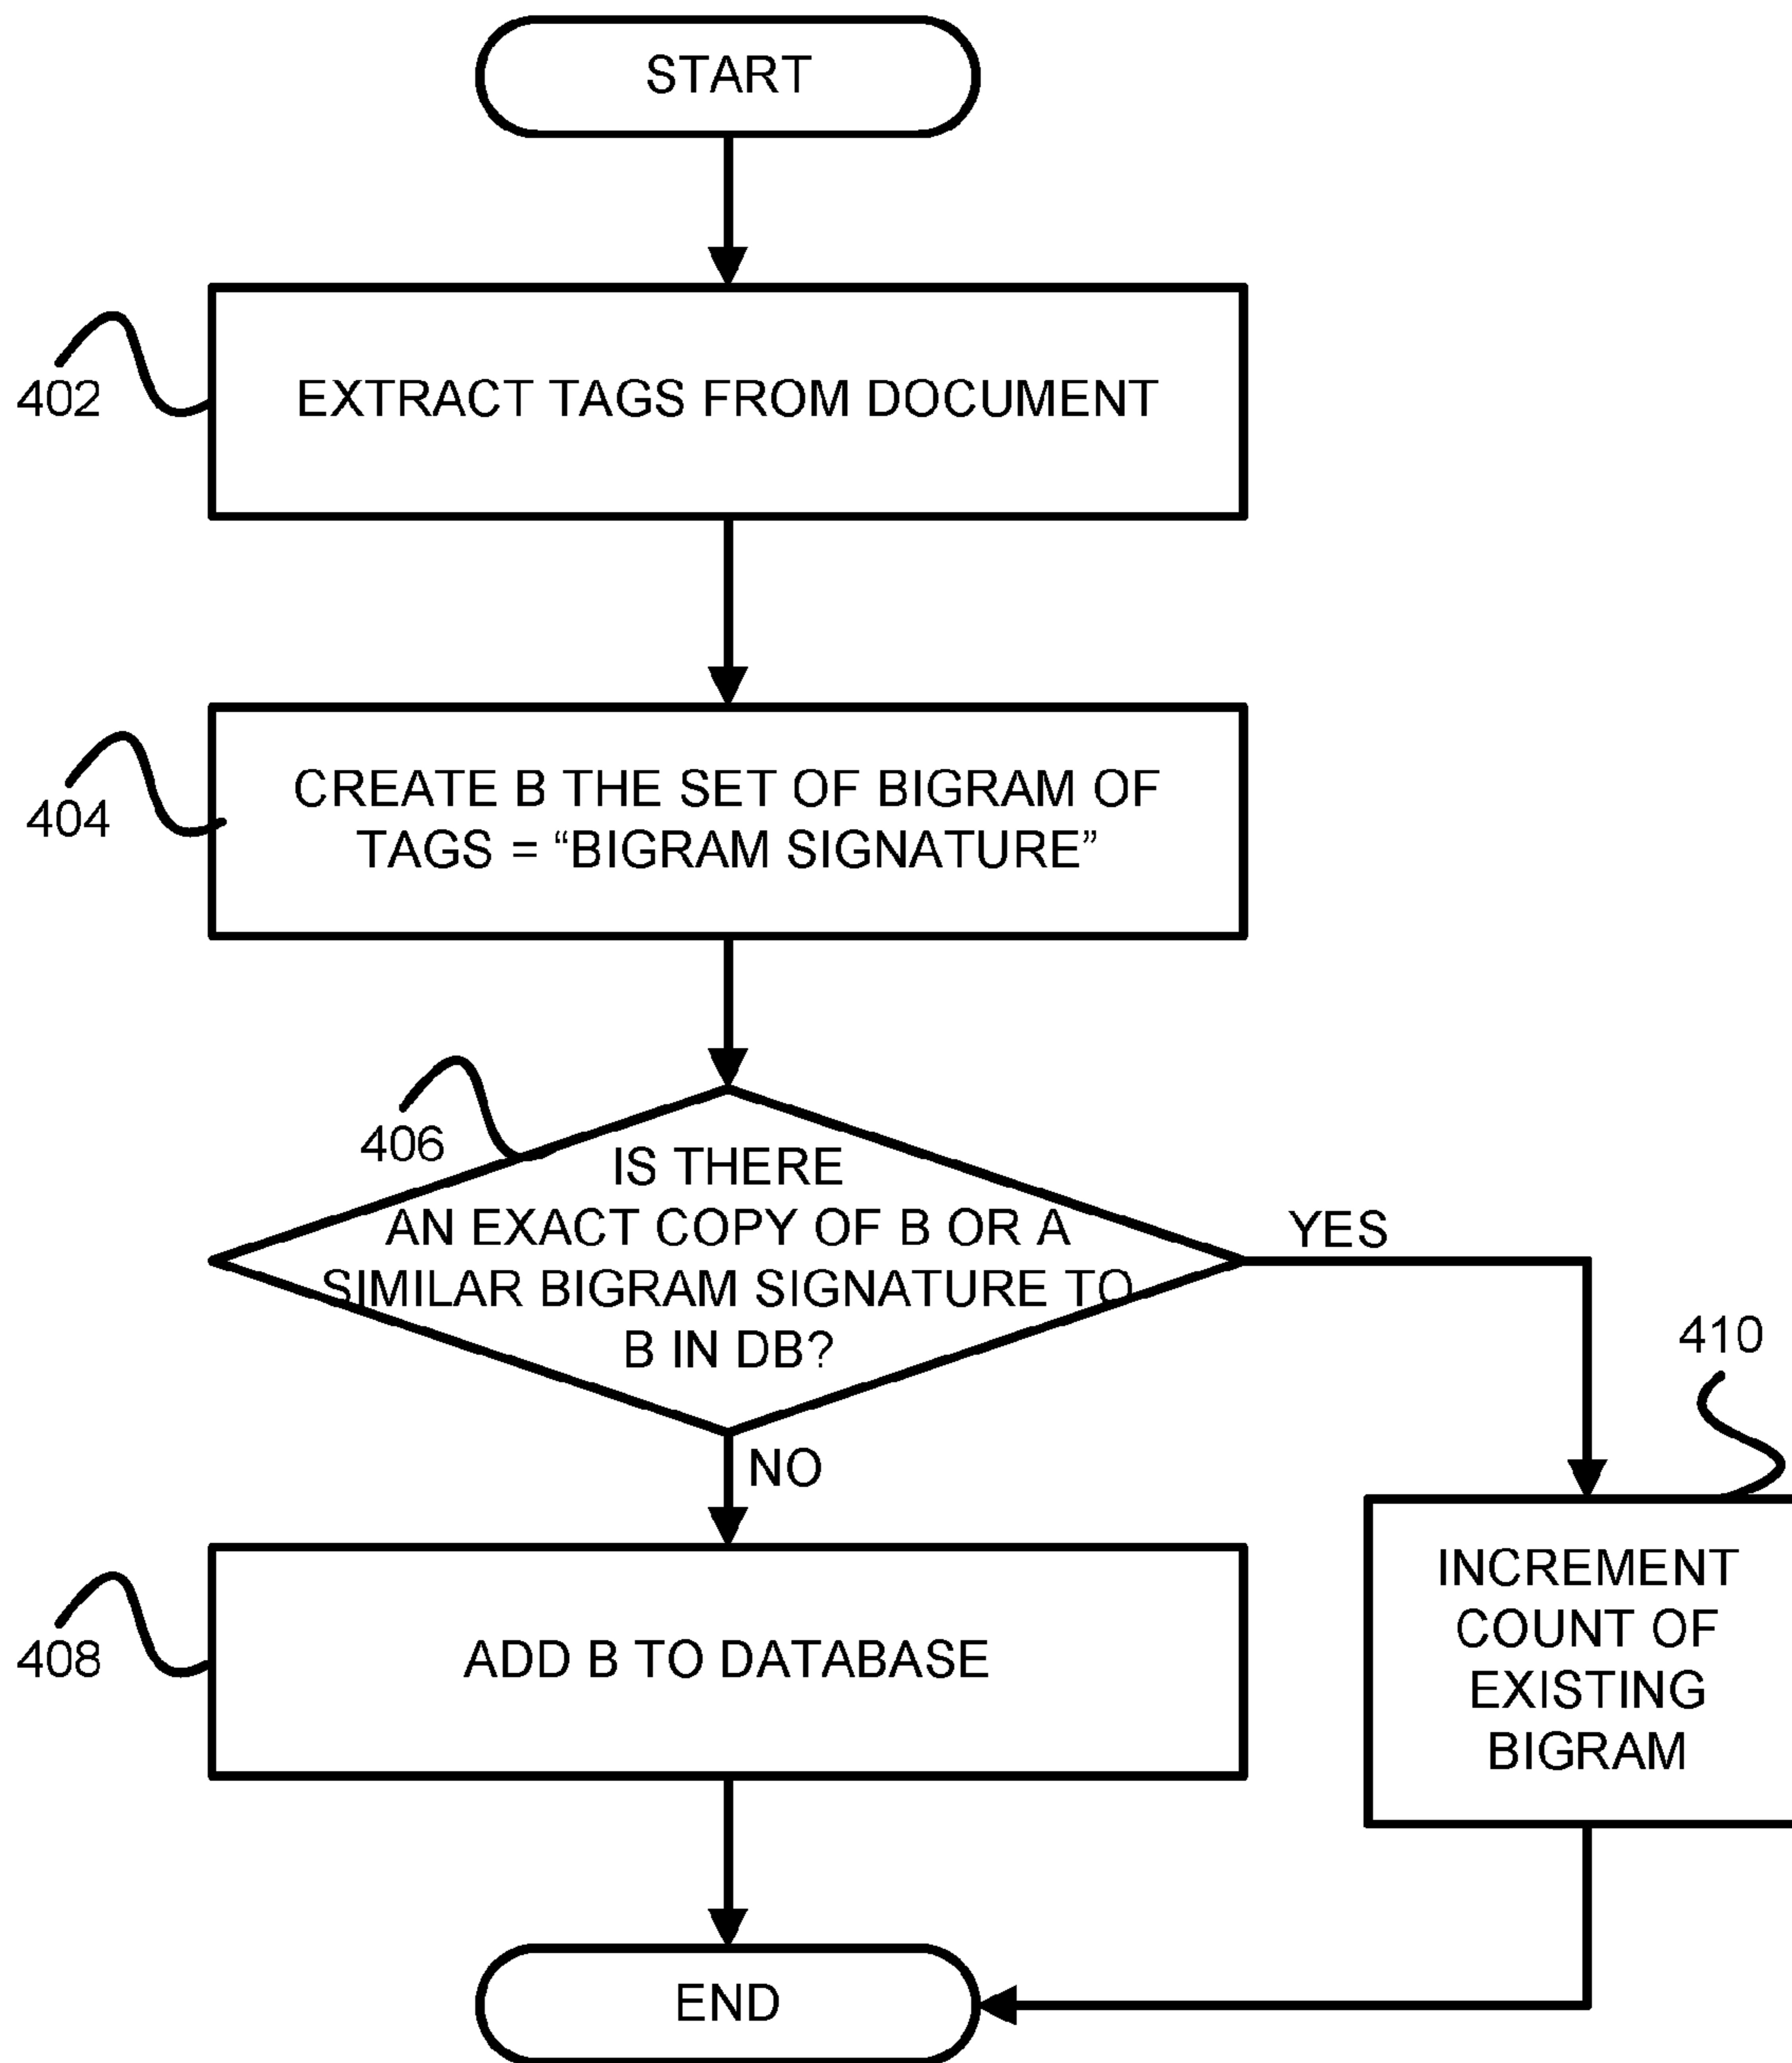 START
402
EXTRACT TAGS FROM DOCUMENT
404
CREATE B THE SET OF BIGRAM OF
TAGS = “BIGRAM SIGNATURE”
406
IS THERE
AN EXACT COPY OF B OR A
SIMILAR BIGRAM SIGNATURE TO
B IN DB?
YES
NO
410
INCREMENT
COUNT OF
EXISTING
BIGRAM
408
ADD B TO DATABASE
END